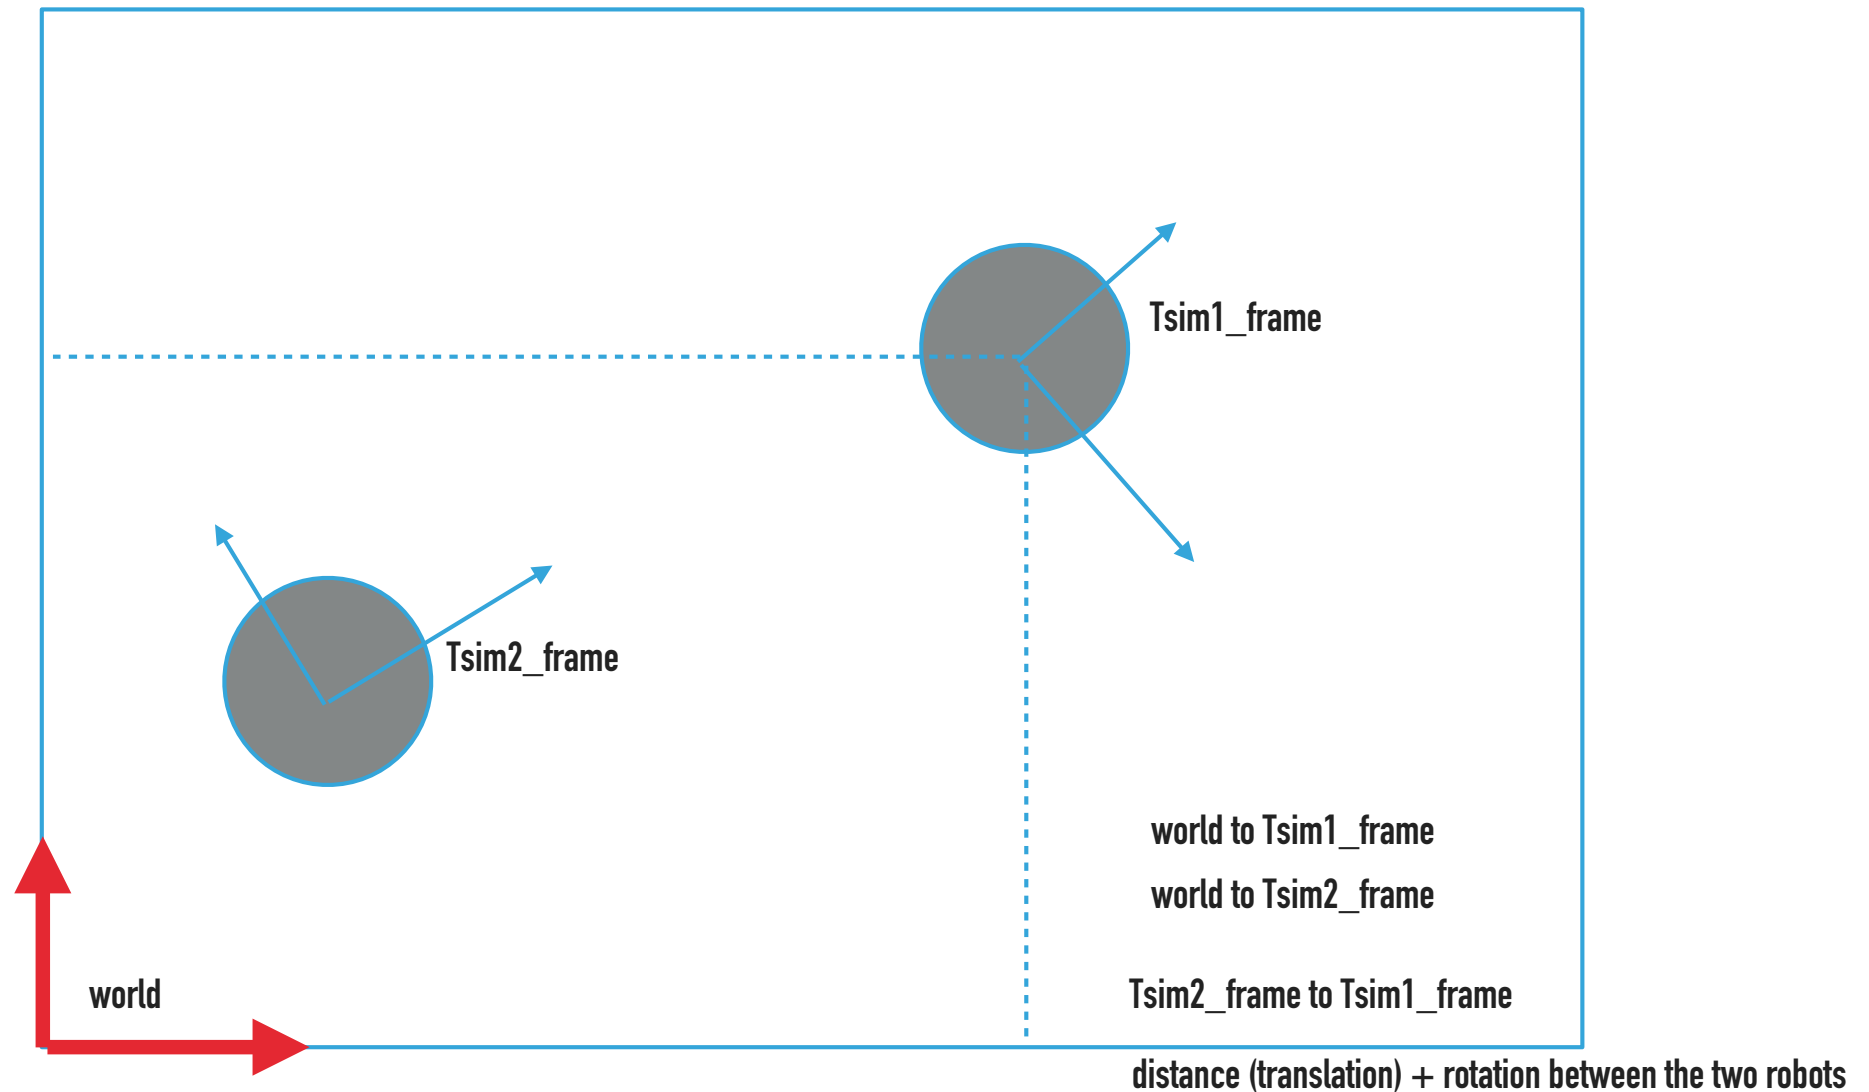 Tsim1_frame
Tsim2_frame
world to Tsim1_frame
world to Tsim2_frame
world
Tsim2_frame to Tsim1_frame
distance (translation) + rotation between the two robots